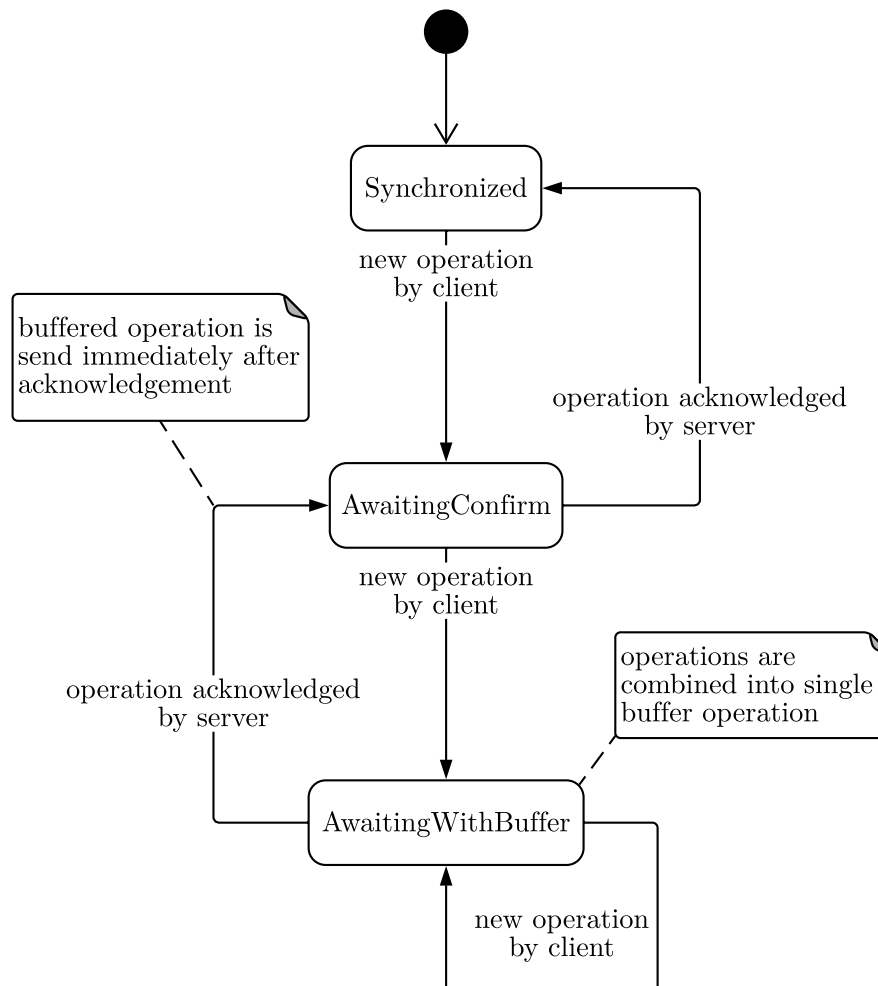 Synchronized
new operation
by client
buffered operation is
send immediately after
acknowledgement
operation acknowledged
by server
AwaitingConfirm
new operation
by client
operations are
combined into single
buffer operation
operation acknowledged
by server
AwaitingWithBuffer
new operation
by client